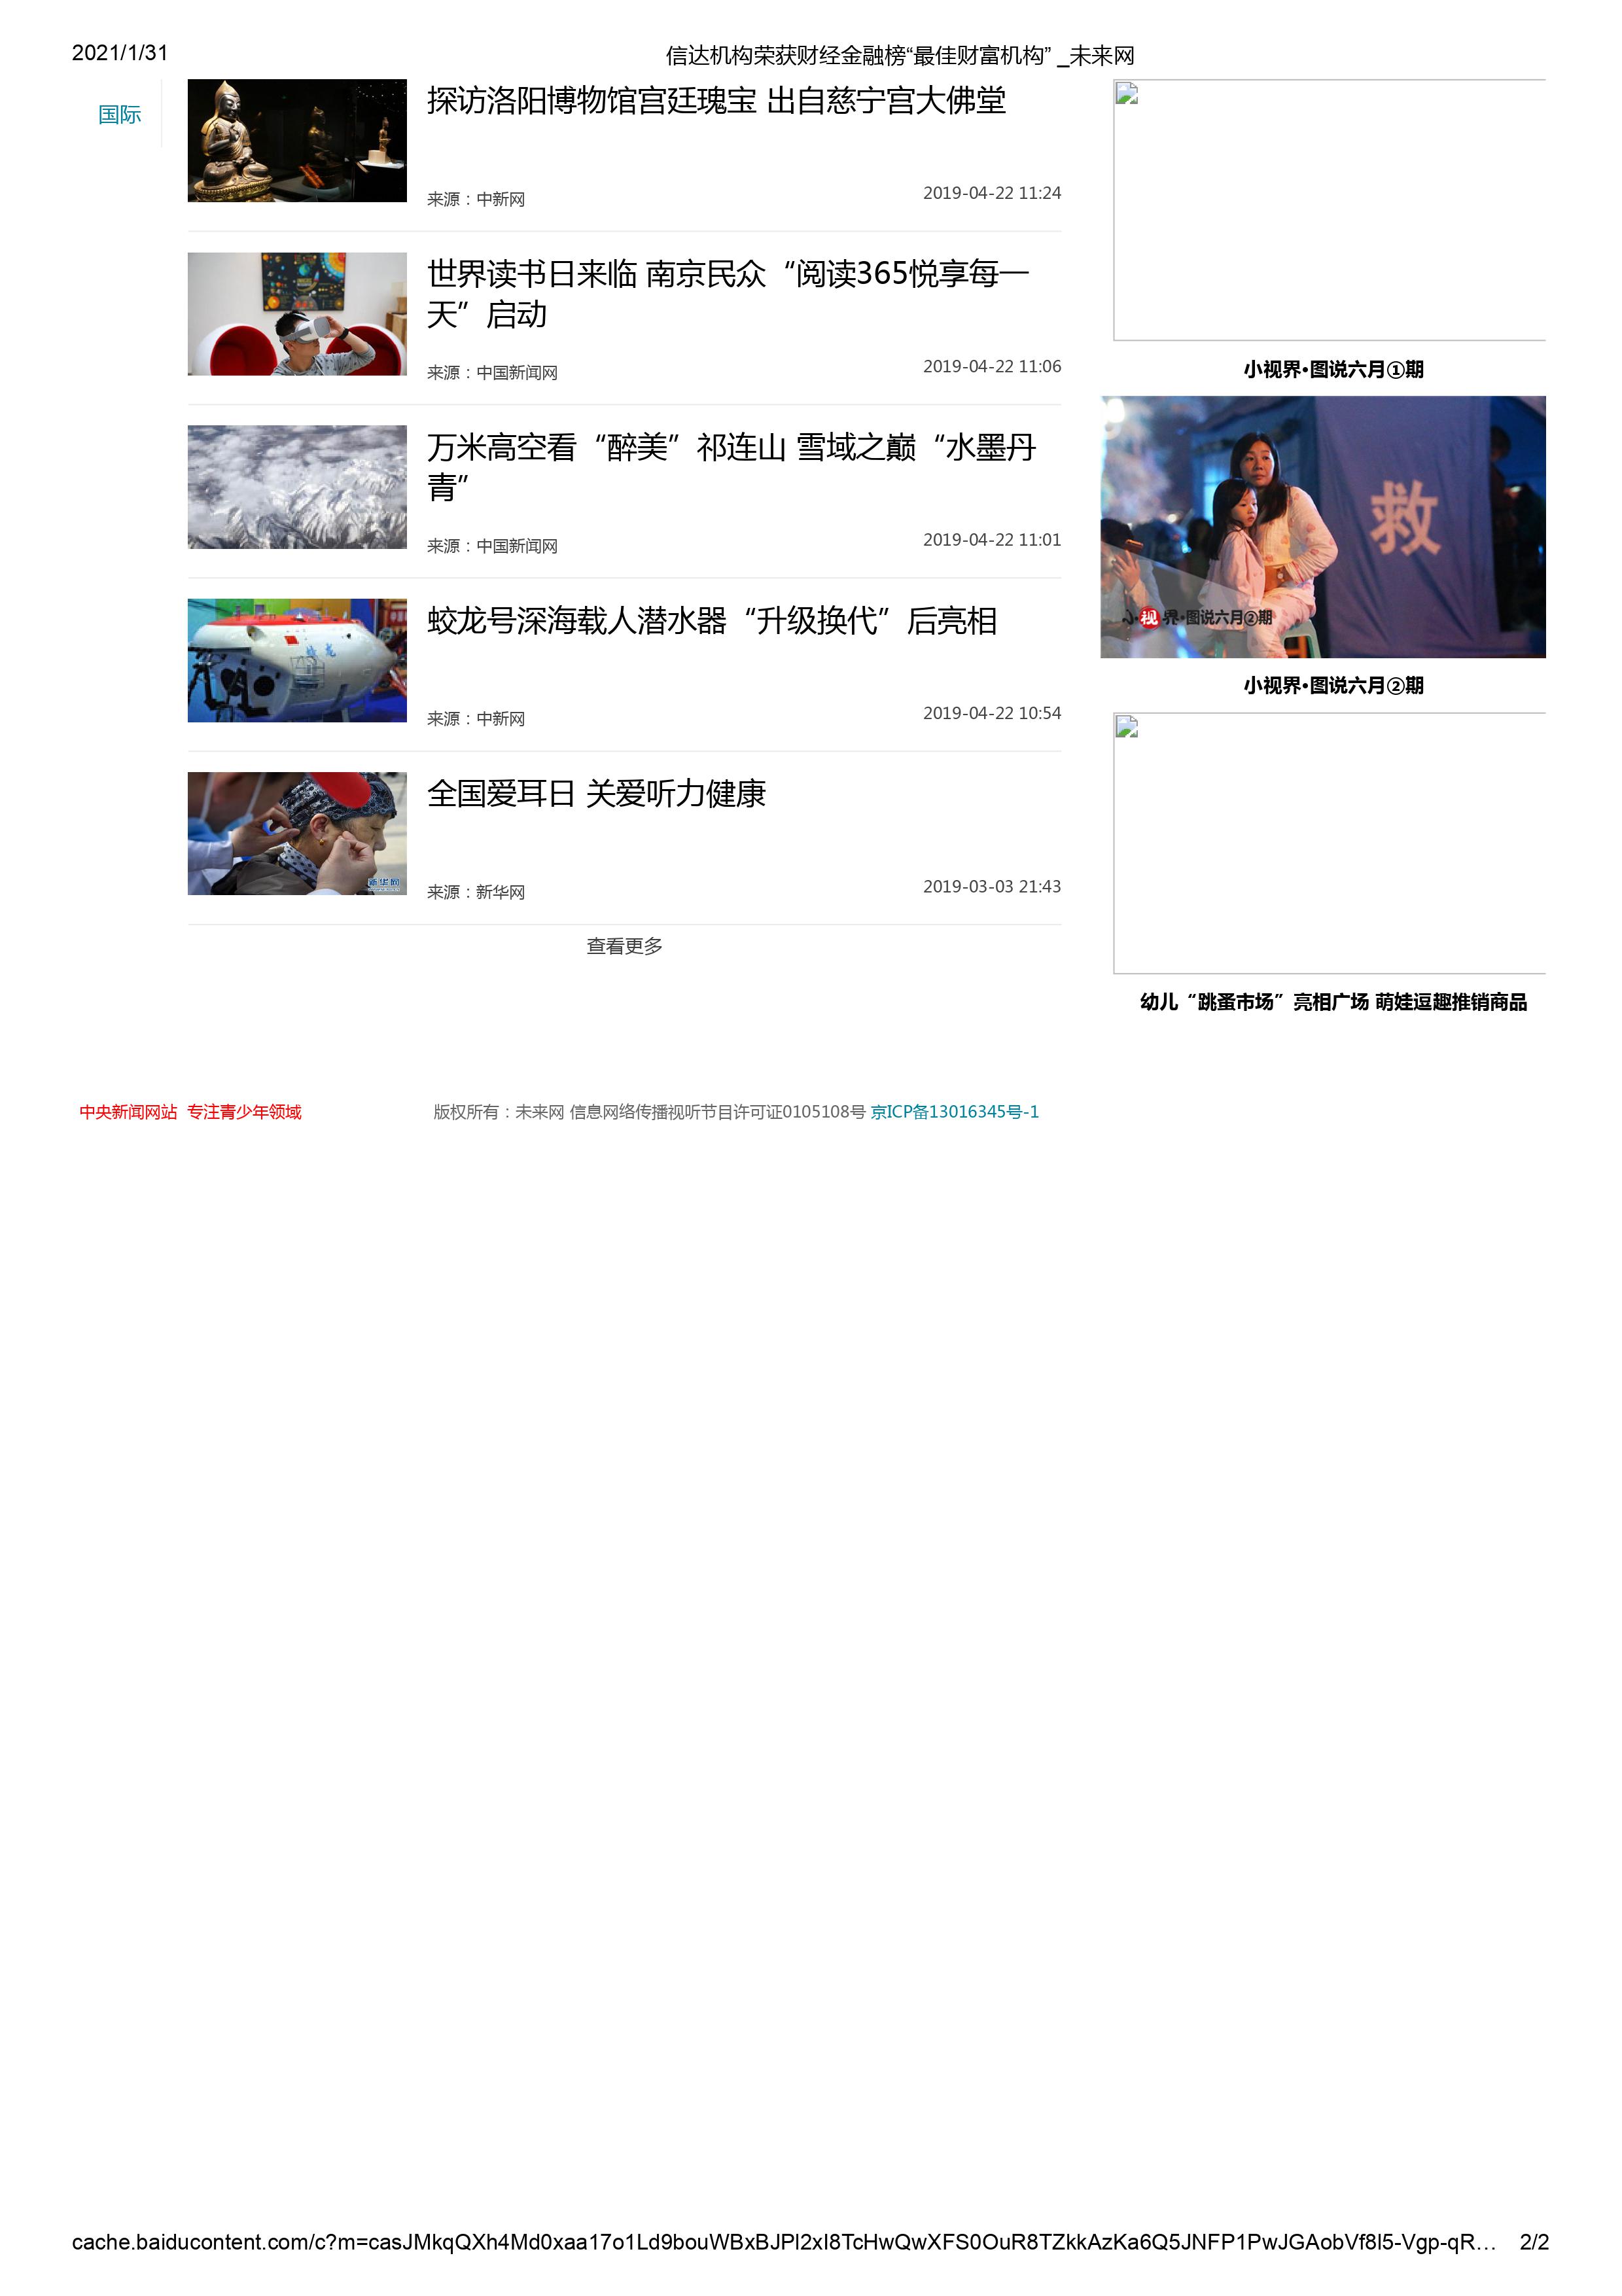 2021/1/31
信达机构荣获财经金融榜“最佳财富机构” _未来网
国际
探访洛阳博物馆宫廷瑰宝 出自慈宁宫大佛堂
来源：中新网
2019-04-22 11:24
世界读书日来临 南京民众“阅读365悦享每一
天”启动
来源：中国新闻网
2019-04-22 11:06
万米高空看“醉美”祁连山 雪域之巅“水墨丹
青”
来源：中国新闻网
2019-04-22 11:01
蛟龙
蛟龙号深海载人潜水器“升级换代”后亮相
来源：中新网
2019-04-22 10:54
新华网
全国爱耳日 关爱听力健康
来源：新华网
2019-03-03 21:43
查看更多
小视界•图说六月①期
救
小视界•图说六月②期
小视界•图说六月②期
幼儿“跳蚤市场”亮相广场 萌娃逗趣推销商品
中央新闻网站 专注青少年领域
版权所有：未来网 信息网络传播视听节目许可证0105108号 京ICP备13016345号-1
cache.baiducontent.com/c?m=casJMkqQXh4Md0xaa17o1Ld9bouWBxBJPl2xI8TcHwQwXFS0OuR8TZkkAzKa6Q5JNFP1PwJGAobVf8l5-Vgp-qR… 2/2